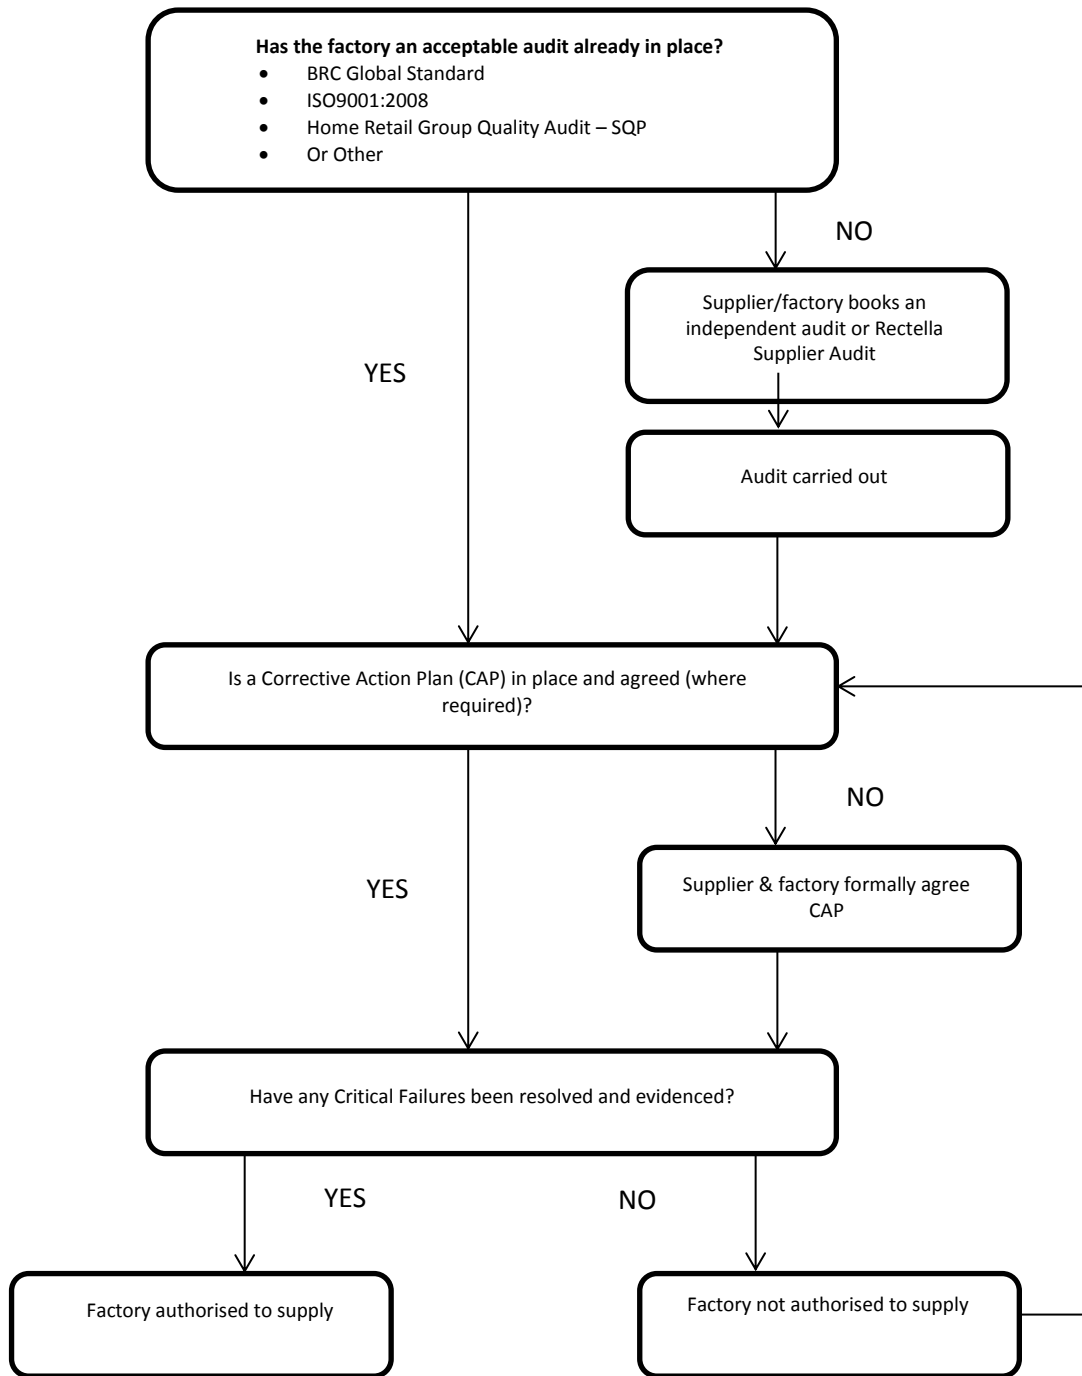 Has the factory an acceptable audit already in place?
• BRC Global Standard
• ISO9001:2008
• Home Retail Group Quality Audit – SQP
• Or Other
NO
Supplier/factory books an
independent audit or Rectella
Supplier Audit
YES
Audit carried out
Is a Corrective Action Plan (CAP) in place and agreed (where
required)?
NO
Supplier & factory formally agree
CAP
YES
Have any Critical Failures been resolved and evidenced?
YES
NO
Factory authorised to supply
Factory not authorised to supply